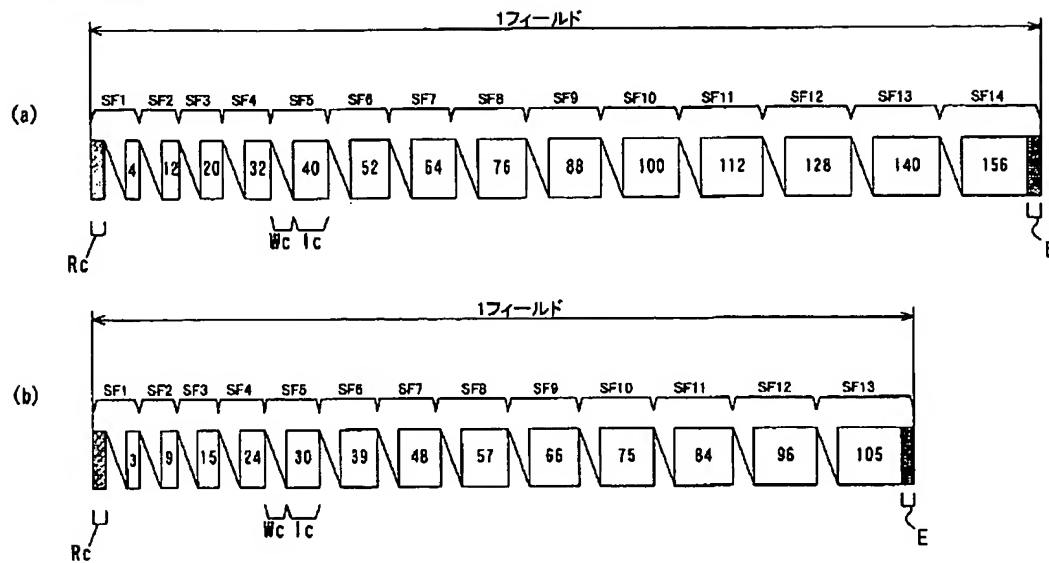 1フィールド
(a)
SF1 SF2 SF3 SF4 SF5 SF6 SF7 SF8 SF9 SF10 SF11 SF12 SF13 SF14
4 12 20 32 40 52 64 76 88 100 112 128 140 156
Wc Ic
Rc
E
1フィールド
(b)
SF1 SF2 SF3 SF4 SF5 SF6 SF7 SF8 SF9 SF10 SF11 SF12 SF13
3 9 15 24 30 39 48 57 66 75 84 96 105
Wc Ic
Rc
E